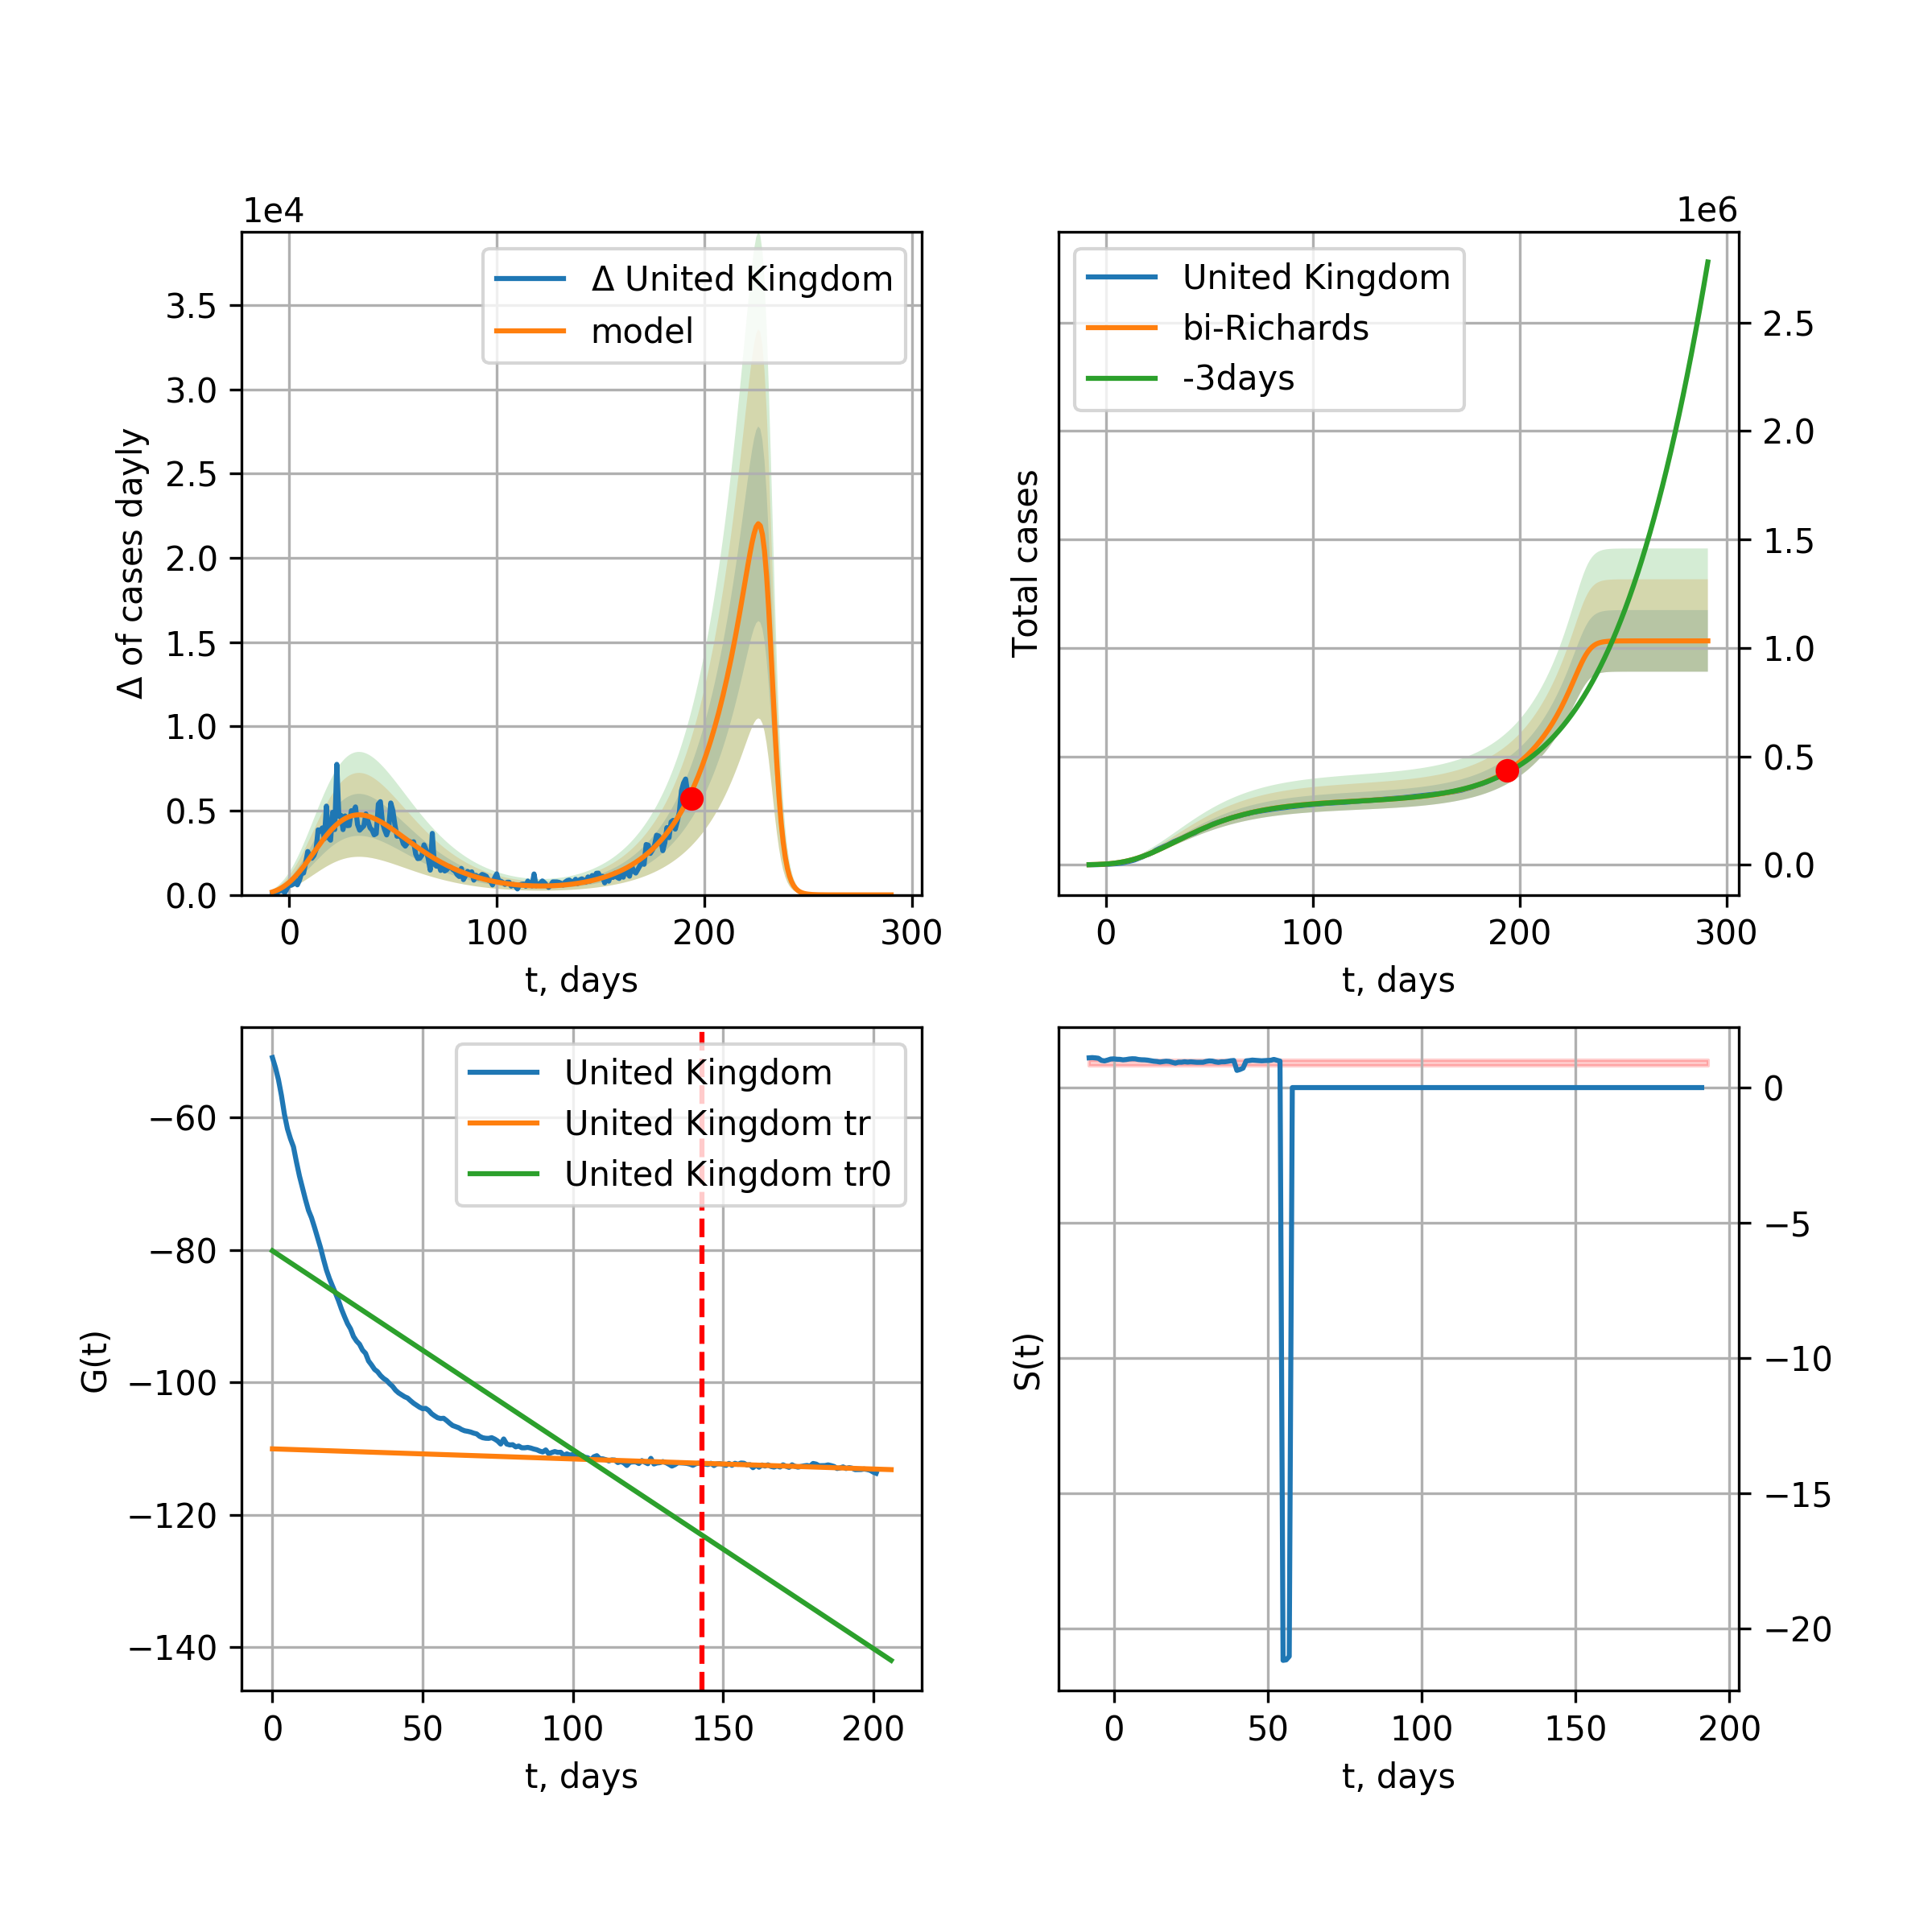 1e4
Δ United Kingdom
model
3.5
3.0
2.5
2.0
1.5
1.0
0.5
0.0
Δ of cases dayly
0 100 200 300
t, days
1e6
United Kingdom
bi-Richards
-3days
2.5
2.0
1.5
1.0
0.5
0.0
Total cases
0 100 200 300
t, days
United Kingdom
United Kingdom tr
United Kingdom tr0
−60
−80
−100
−120
−140
G(t)
0 50 100 150 200
t, days
0
−5
−10
−15
−20
S(t)
0 50 100 150 200
t, days